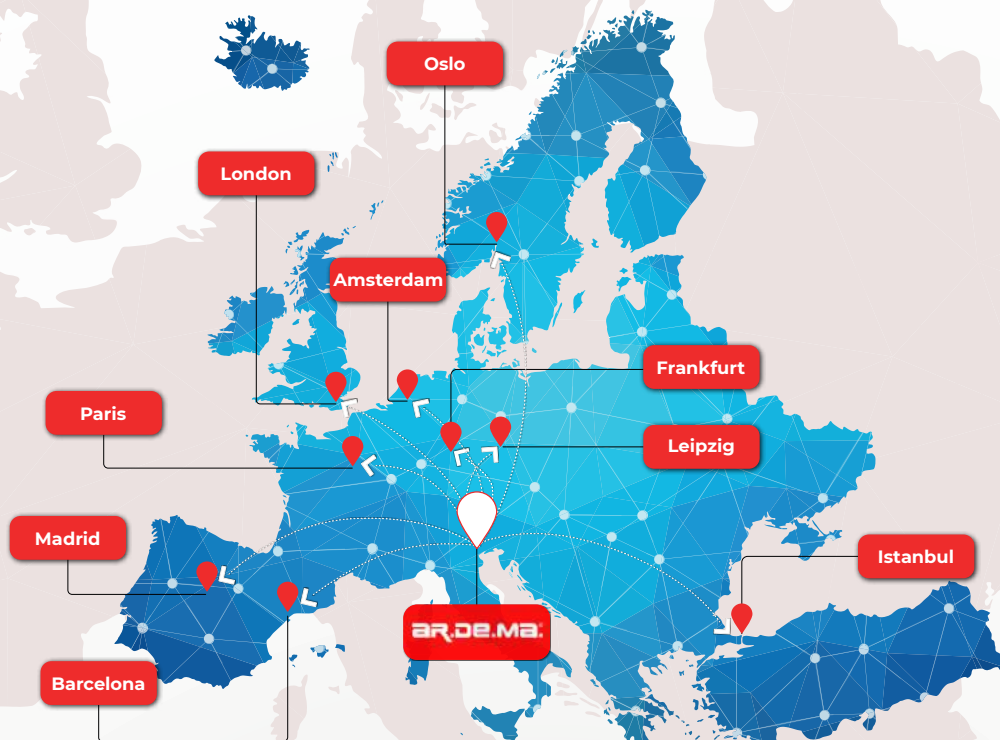 Oslo
London
Amsterdam
Frankfurt
Paris
Leipzig
Madrid
Istanbul
AR.DE.MA.®
Barcelona